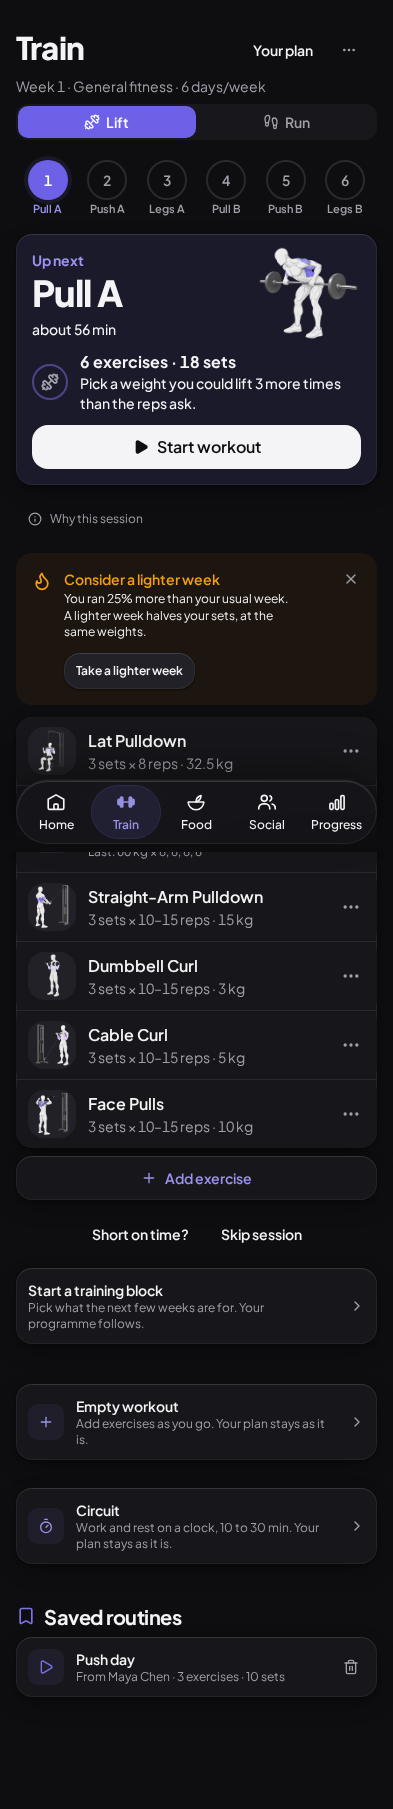 Train
Your plan
Week 1 · General fitness · 6 days/week
Lift
Run
1
2
3
4
5
6
Pull A
Push A
Legs A
Pull B
Push B
Legs B
Up next
Pull A
about 56 min
6 exercises · 18 sets
Pick a weight you could lift 3 more times
than the reps ask.
Start workout
Why this session
Consider a lighter week
You ran 25% more than your usual week.
A lighter week halves your sets, at the
same weights.
Take a lighter week
Lat Pulldown
3 sets × 8 reps · 32.5 kg
Home
Train
Food
Social
Progress
Straight-Arm Pulldown
3 sets × 10–15 reps · 15 kg
Dumbbell Curl
3 sets × 10–15 reps · 3 kg
Cable Curl
3 sets × 10–15 reps · 5 kg
Face Pulls
3 sets × 10–15 reps · 10 kg
Add exercise
Short on time?
Skip session
Start a training block
Pick what the next few weeks are for. Your
programme follows.
Empty workout
Add exercises as you go. Your plan stays as it
is.
Circuit
Work and rest on a clock, 10 to 30 min. Your
plan stays as it is.
Saved routines
Push day
From Maya Chen · 3 exercises · 10 sets